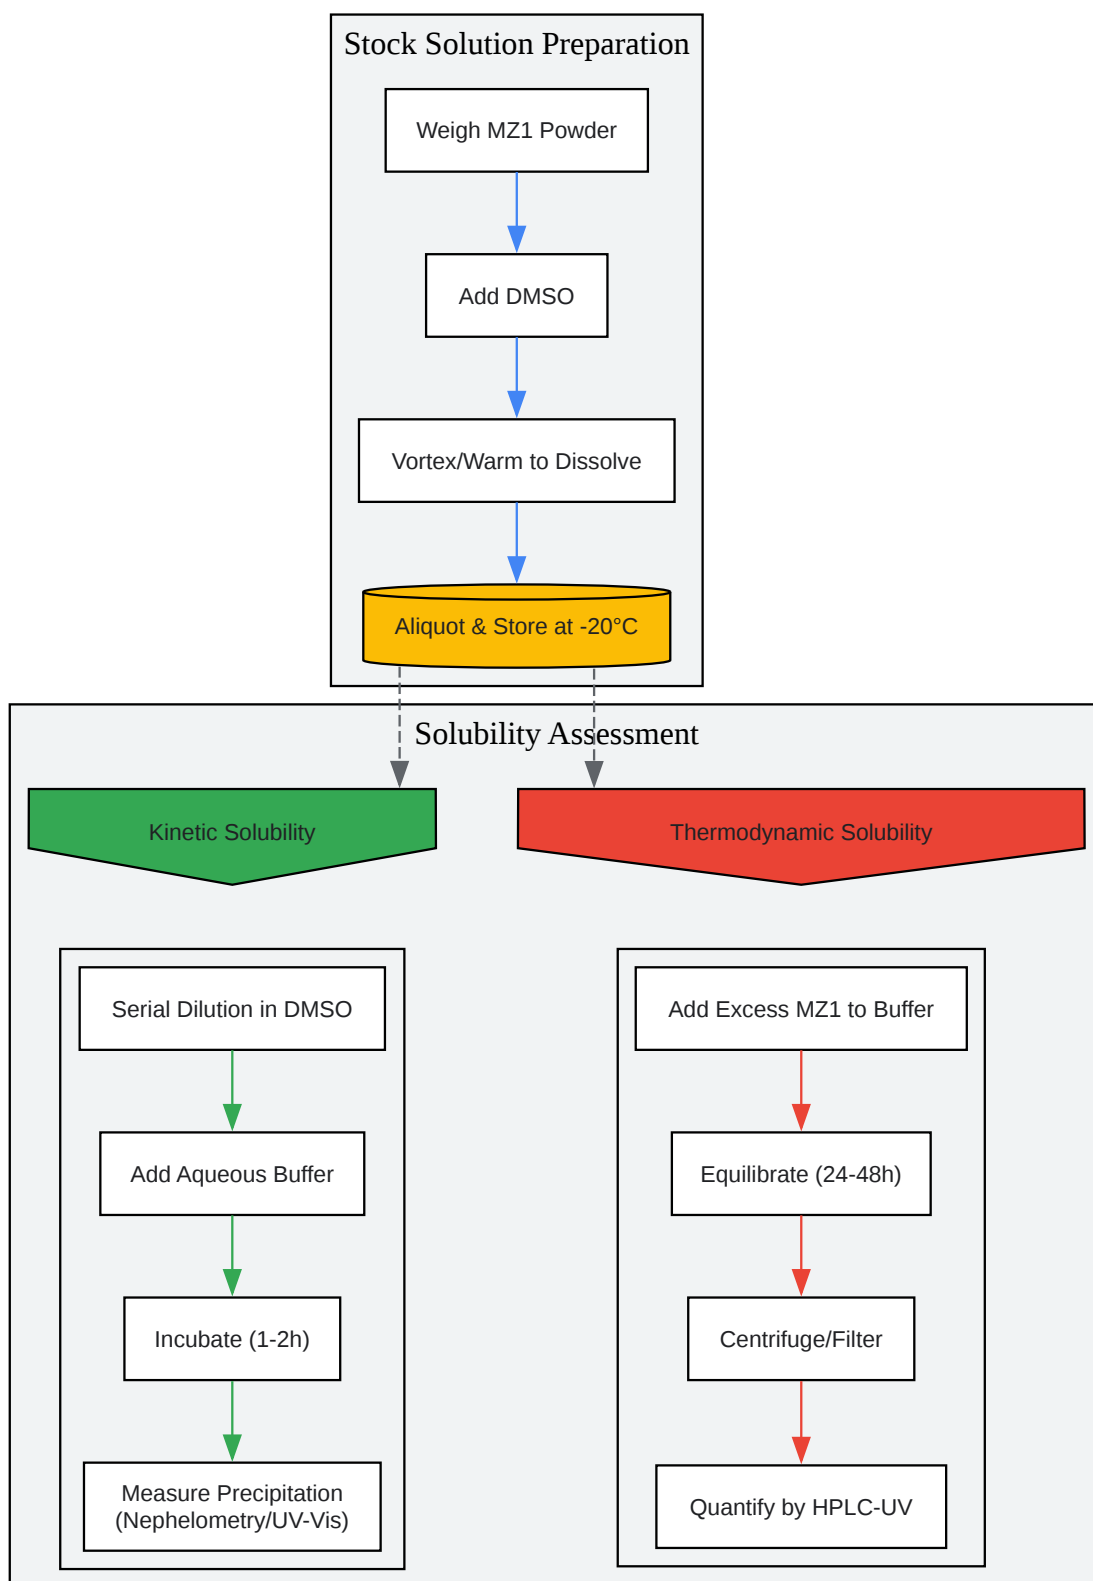 Stock Solution Preparation
Weigh MZ1 Powder
Add DMSO
Vortex/Warm to Dissolve
Aliquot & Store at -20°C
Solubility Assessment
Kinetic Solubility
Thermodynamic Solubility
Serial Dilution in DMSO
Add Aqueous Buffer
Incubate (1-2h)
Measure Precipitation
(Nephelometry/UV-Vis)
Add Excess MZ1 to Buffer
Equilibrate (24-48h)
Centrifuge/Filter
Quantify by HPLC-UV